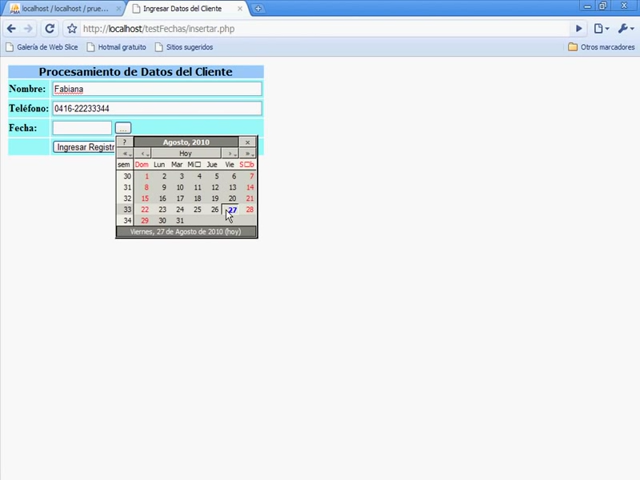 localhost / localhost / prue...
Ingresar Datos del Cliente
http://localhost/testFechas/insertar.php
Galería de Web Slice
Hotmail gratuito
Sitios sugeridos
Otros marcadores
Procesamiento de Datos del Cliente
Nombre: Fabiana
Teléfono: 0416-22233344
Fecha: ...
Ingresar Registr
? Agosto, 2010 ×
« ‹ Hoy › »
sem Dom Lun Mar Mi□ Jue Vie S□b
30 1 2 3 4 5 6 7
31 8 9 10 11 12 13 14
32 15 16 17 18 19 20 21
33 22 23 24 25 26 27 28
34 29 30 31
Viernes, 27 de Agosto de 2010 (hoy)